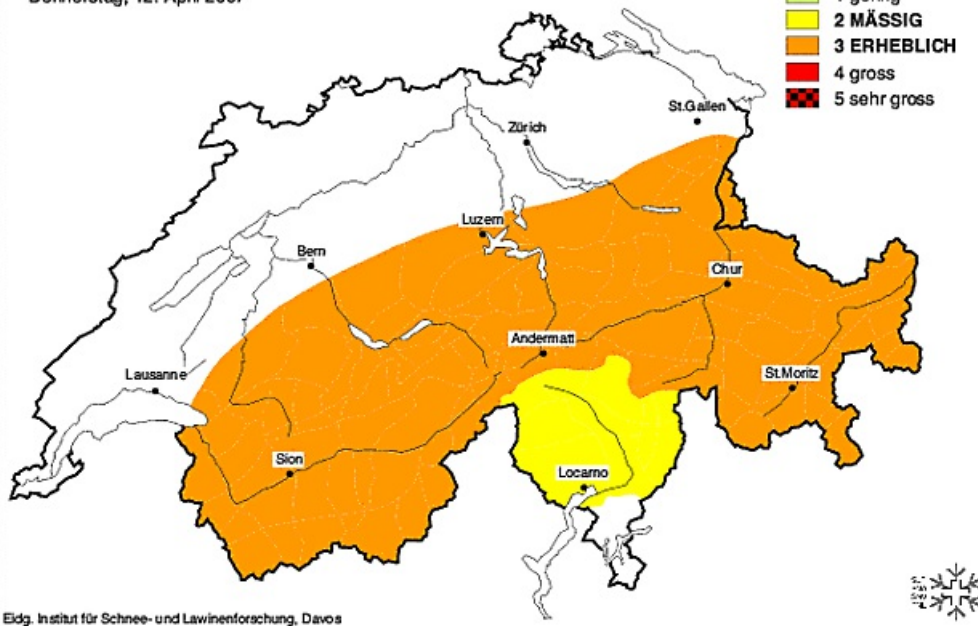 2 MÄSSIG
3 ERHEBLICH
4 gross
5 sehr gross
St.Gallen
Zürich
Luzern
Bern
Chur
Andermatt
Lausanne
St.Moritz
Sion
Locarno
Eidg. Institut für Schnee- und Lawinenforschung, Davos